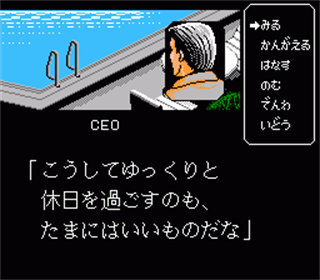 →みる
かんがえる
はなす
のむ
でんわ
いどう
CEO
「こうしてゆっくりと
休日を過ごすのも、
たまにはいいものだな」